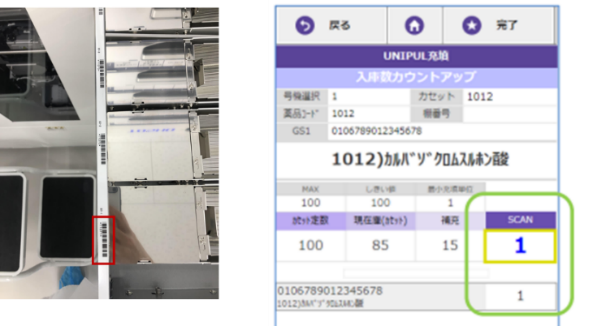 戻る
完了
UNIPUL充填
入庫数カウントアップ
号機選択 1 カセット 1012
薬品ｺｰﾄﾞ 1012 棚番号
GS1 0106789012345678
1012)ｶﾙﾊﾞｿﾞｸﾛﾑｽﾙﾎﾝ酸
MAX しきい値 最小充填単位
100 100 1
ｶｾｯﾄ定数 現在庫(ｶｾｯﾄ) 補充 SCAN
100 85 15 1
0106789012345678 1
1012)ｶﾙﾊﾞｿﾞｸﾛﾑｽﾙﾎﾝ酸